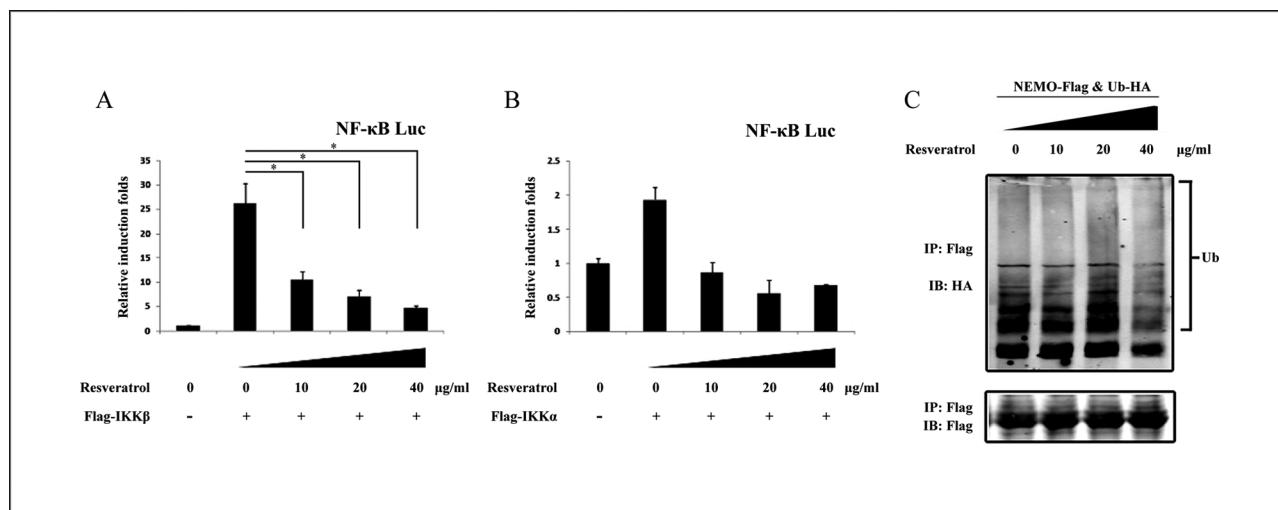 A
NF-κB Luc
*
*
*
Relative induction folds
35
30
25
20
15
10
5
0
Resveratrol 0 0 10 20 40 μg/ml
Flag-IKKβ - + + + +
B
NF-κB Luc
Relative induction folds
2.5
2
1.5
1
0.5
0
0 0 10 20 40 μg/ml
Flag-IKKα - + + + +
C
NEMO-Flag & Ub-HA
Resveratrol 0 10 20 40 μg/ml
IP: Flag
IB: HA
Ub
IP: Flag
IB: Flag